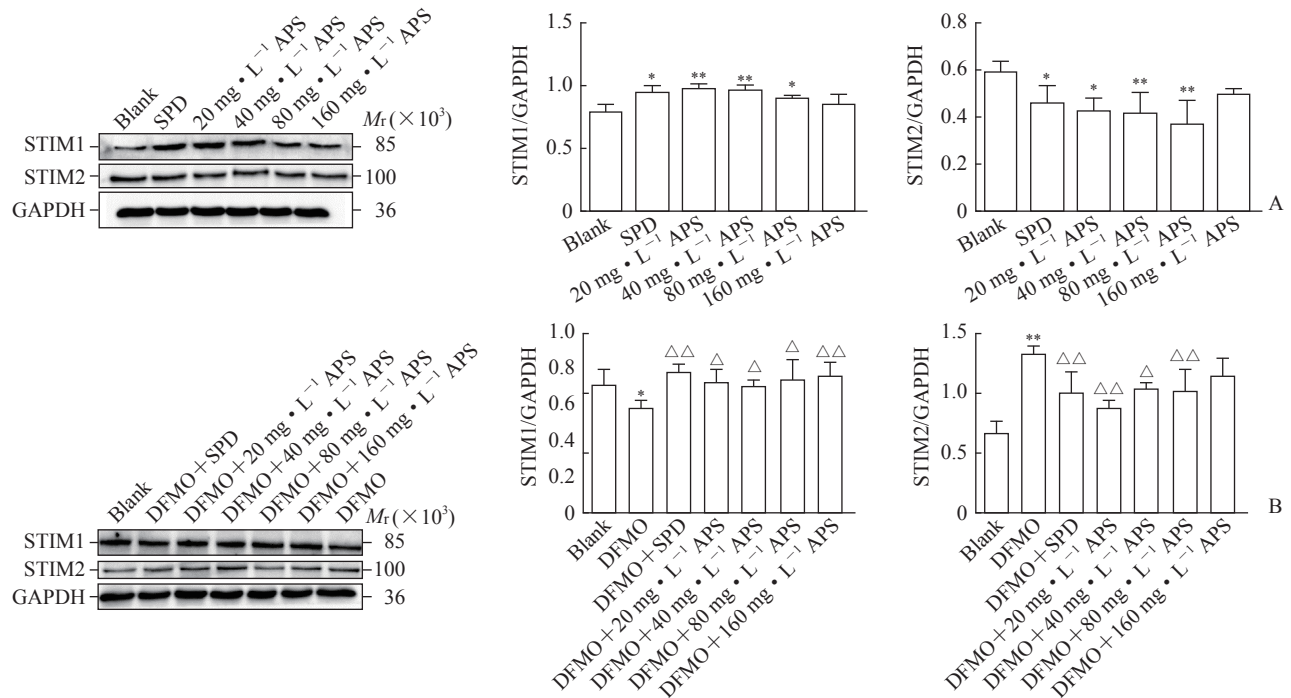 Blank
SPD
20 mg • L⁻¹ APS
40 mg • L⁻¹ APS
80 mg • L⁻¹ APS
160 mg • L⁻¹ APS
Mr (×10³)
STIM1
85
STIM2
100
GAPDH
36
STIM1/GAPDH
1.5
1.0
0.5
0
* ** ** *
Blank
SPD
20 mg • L⁻¹ APS
40 mg • L⁻¹ APS
80 mg • L⁻¹ APS
160 mg • L⁻¹ APS
STIM2/GAPDH
0.8
0.6
0.4
0.2
0
* * ** **
Blank
SPD
20 mg • L⁻¹ APS
40 mg • L⁻¹ APS
80 mg • L⁻¹ APS
160 mg • L⁻¹ APS
A
Blank
DFMO+SPD
DFMO+20 mg • L⁻¹ APS
DFMO+40 mg • L⁻¹ APS
DFMO+80 mg • L⁻¹ APS
DFMO+160 mg • L⁻¹ APS
DFMO
Mr (×10³)
STIM1
85
STIM2
100
GAPDH
36
STIM1/GAPDH
1.0
0.8
0.6
0.4
0.2
0
* △△ △ △ △ △△
Blank
DFMO
DFMO+SPD
DFMO+20 mg • L⁻¹ APS
DFMO+40 mg • L⁻¹ APS
DFMO+80 mg • L⁻¹ APS
DFMO+160 mg • L⁻¹ APS
STIM2/GAPDH
1.5
1.0
0.5
0
** △△ △△ △ △△
Blank
DFMO
DFMO+SPD
DFMO+20 mg • L⁻¹ APS
DFMO+40 mg • L⁻¹ APS
DFMO+80 mg • L⁻¹ APS
DFMO+160 mg • L⁻¹ APS
B